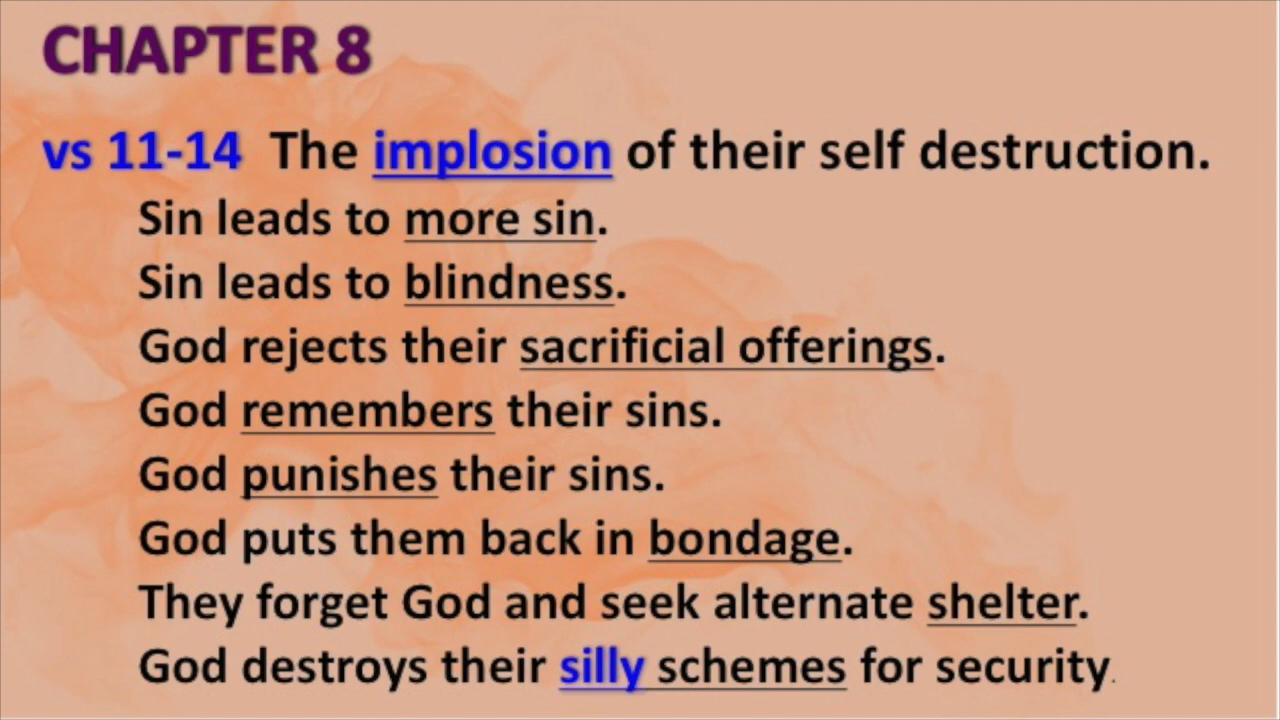 CHAPTER 8
vs 11-14 The implosion of their self destruction.
Sin leads to more sin.
Sin leads to blindness.
God rejects their sacrificial offerings.
God remembers their sins.
God punishes their sins.
God puts them back in bondage.
They forget God and seek alternate shelter.
God destroys their silly schemes for security.